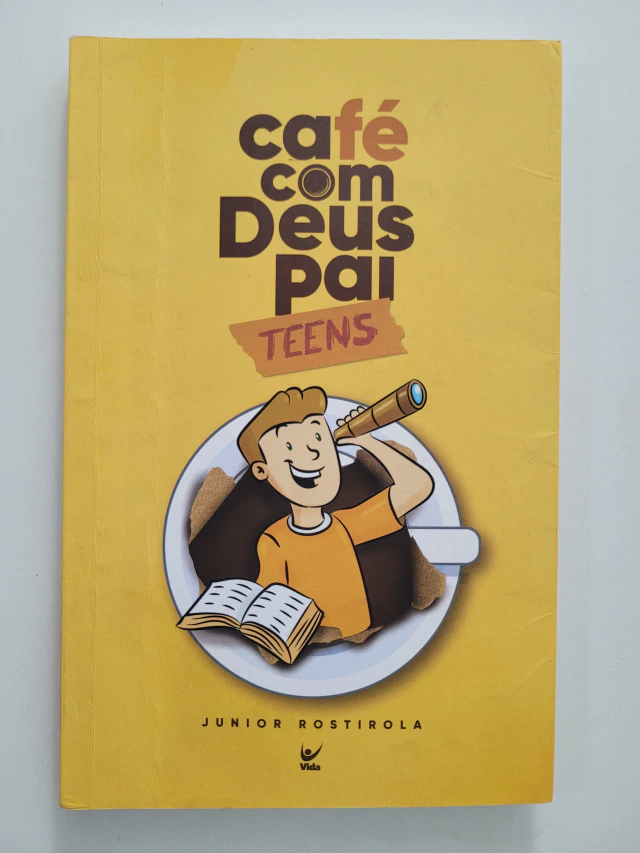 café
com
Deus
pai
TEENS
JUNIOR ROSTIROLA
Vida